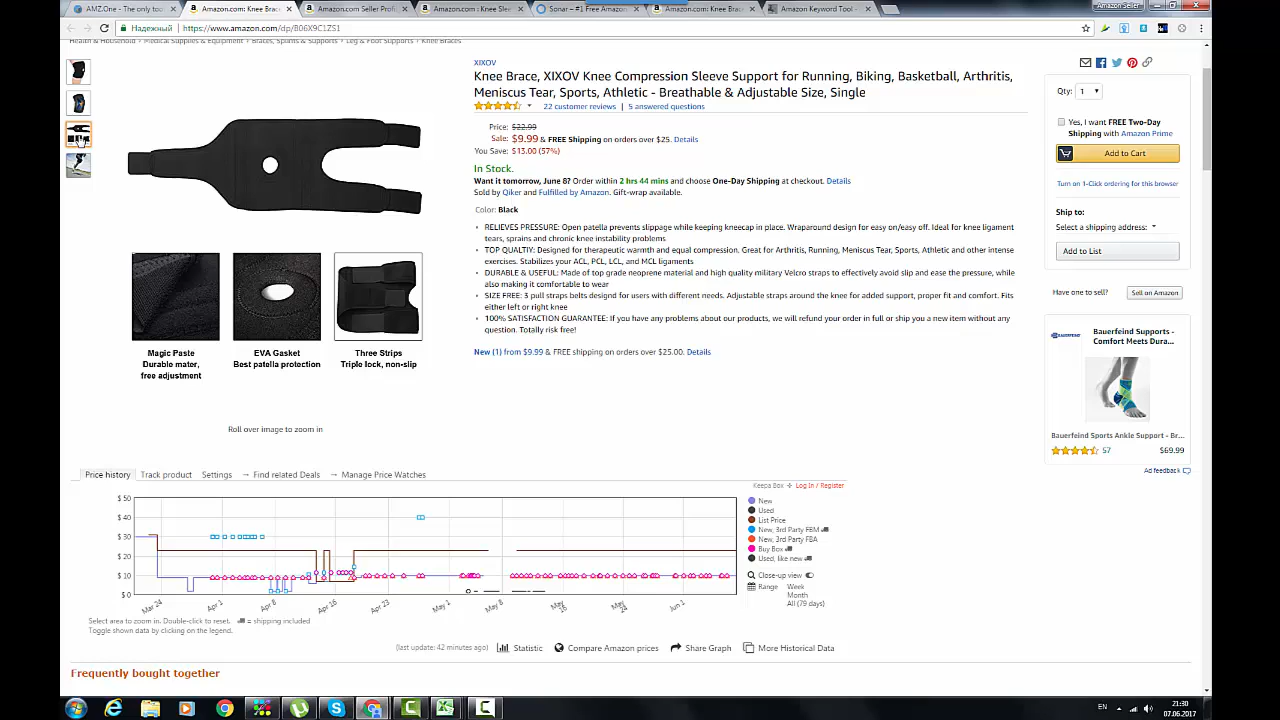 AMZ.One - The only too
Amazon.com: Knee Brac
Amazon.com Seller Profi
Amazon.com : Knee Slee
Sonar – #1 Free Amazon
Amazon.com: Knee Brac
Amazon Keyword Tool -
Amazon Seller
Надежный
https://www.amazon.com/dp/B06X9C1ZS1
Health & Household › Medical Supplies & Equipment › Braces, Splints & Supports › Leg & Foot Supports › Knee Braces
XIXOV
Knee Brace, XIXOV Knee Compression Sleeve Support for Running, Biking, Basketball, Arthritis,
Meniscus Tear, Sports, Athletic - Breathable & Adjustable Size, Single
22 customer reviews | 5 answered questions
Price: $22.99
Sale: $9.99 & FREE Shipping on orders over $25. Details
You Save: $13.00 (57%)
In Stock.
Want it tomorrow, June 8? Order within 2 hrs 44 mins and choose One-Day Shipping at checkout. Details
Sold by Qiker and Fulfilled by Amazon. Gift-wrap available.
Color: Black
RELIEVES PRESSURE: Open patella prevents slippage while keeping kneecap in place. Wraparound design for easy on/easy off. Ideal for knee ligament
tears, sprains and chronic knee instability problems
TOP QUALTIY: Designed for therapeutic warmth and equal compression. Great for Arthritis, Running, Meniscus Tear, Sports, Athletic and other intense
exercises. Stabilizes your ACL, PCL, LCL, and MCL ligaments
DURABLE & USEFUL: Made of top grade neoprene material and high quality military Velcro straps to effectively avoid slip and ease the pressure, while
also making it comfortable to wear
SIZE FREE: 3 pull straps belts designed for users with different needs. Adjustable straps around the knee for added support, proper fit and comfort. Fits
either left or right knee
100% SATISFACTION GUARANTEE: If you have any problems about our products, we will refund your order in full or ship you a new item without any
question. Totally risk free!
New (1) from $9.99 & FREE shipping on orders over $25.00. Details
Magic Paste
Durable mater,
free adjustment
EVA Gasket
Best patella protection
Three Strips
Triple lock, non-slip
Roll over image to zoom in
Qty: 1
Yes, I want FREE Two-Day
Shipping with Amazon Prime
Add to Cart
Turn on 1-Click ordering for this browser
Ship to:
Select a shipping address:
Add to List
Have one to sell?
Sell on Amazon
BAUERFEIND
Bauerfeind Supports -
Comfort Meets Dura...
Bauerfeind Sports Ankle Support - Br...
57
$69.99
Ad feedback
Price history
Track product
Settings
→ Find related Deals
→ Manage Price Watches
Keepa Box
Log In / Register
$ 50
$ 40
$ 30
$ 20
$ 10
$ 0
Mar 24
Apr 1
Apr 8
Apr 16
Apr 23
May 1
May 8
May
May
24
Jun 1
New
Used
List Price
New, 3rd Party FBM
New, 3rd Party FBA
Buy Box
Used, like new
Close-up view
Range
Week
Month
All (79 days)
Select area to zoom in. Double-click to reset.
= shipping included
Toggle shown data by clicking on the legend.
(last update: 42 minutes ago)
Statistic
Compare Amazon prices
Share Graph
More Historical Data
Frequently bought together
EN
21:30
07.06.2017